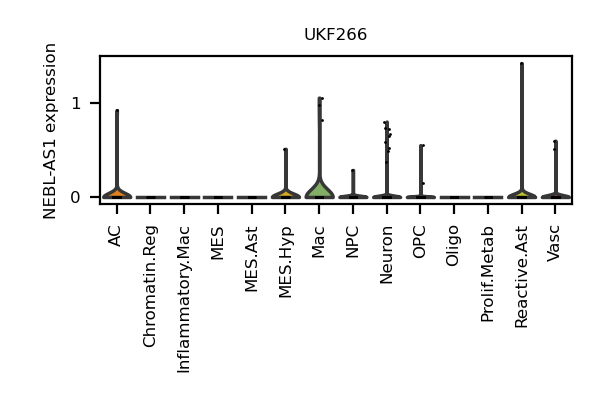 UKF266
NEBL-AS1 expression
1
0
AC
Chromatin.Reg
Inflammatory.Mac
MES
MES.Ast
MES.Hyp
Mac
NPC
Neuron
OPC
Oligo
Prolif.Metab
Reactive.Ast
Vasc